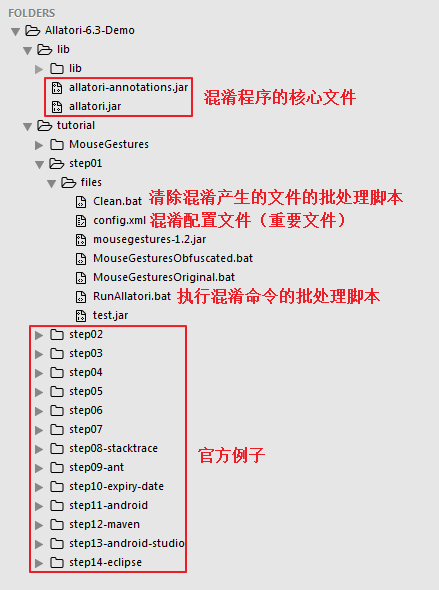 FOLDERS
Allatori-6.3-Demo
lib
lib
allatori-annotations.jar
allatori.jar
混淆程序的核心文件
tutorial
MouseGestures
step01
files
Clean.bat 清除混淆产生的文件的批处理脚本
config.xml 混淆配置文件（重要文件）
mousegestures-1.2.jar
MouseGesturesObfuscated.bat
MouseGesturesOriginal.bat
RunAllatori.bat 执行混淆命令的批处理脚本
test.jar
step02
step03
step04
step05
step06
step07
step08-stacktrace
官方例子
step09-ant
step10-expiry-date
step11-android
step12-maven
step13-android-studio
step14-eclipse